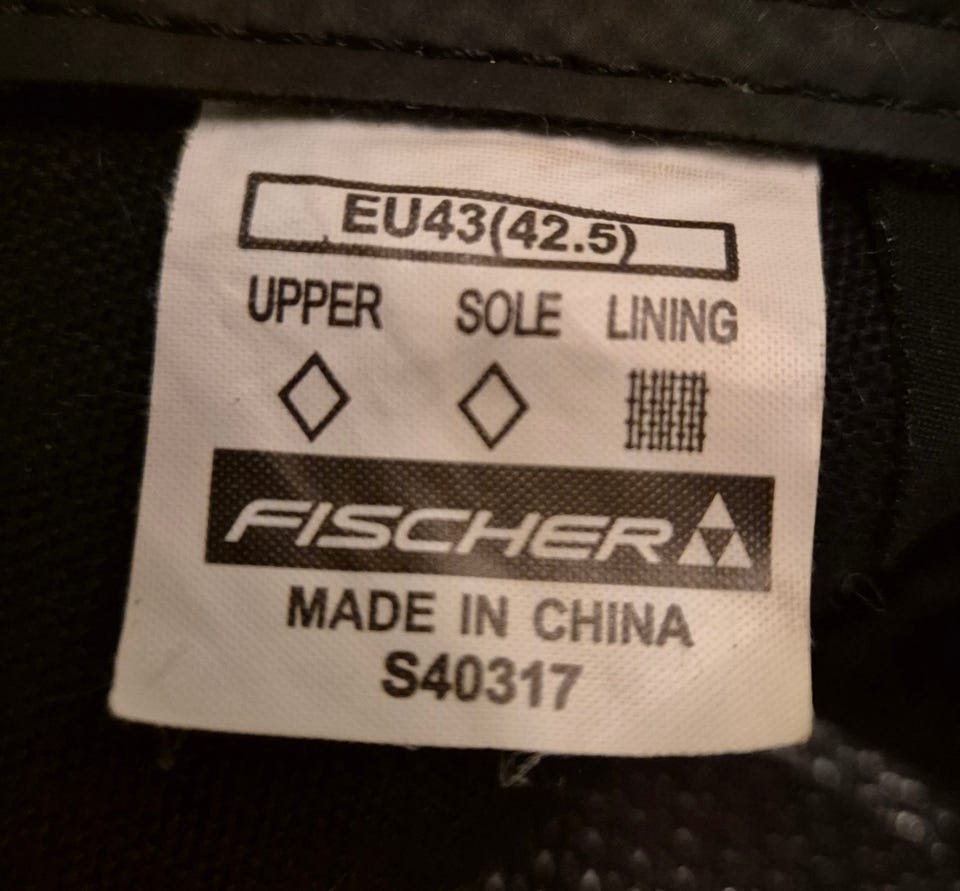 EU43(42.5)
UPPER SOLE LINING
FISCHER
MADE IN CHINA
S40317